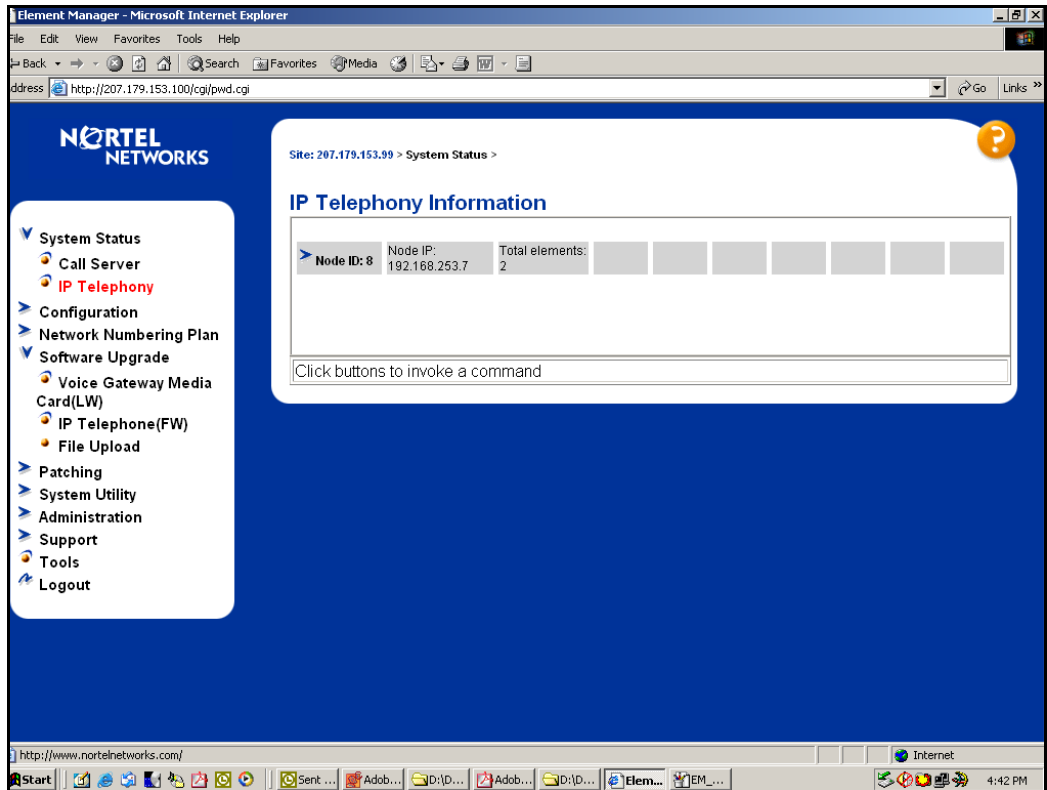 Element Manager - Microsoft Internet Explorer
File Edit View Favorites Tools Help
Back Search Favorites Media
ddress http://207.179.153.100/cgi/pwd.cgi Go Links »
NORTEL
NETWORKS
Site: 207.179.153.99 > System Status >
IP Telephony Information
Node ID: 8
Node IP:
192.168.253.7
Total elements:
2
Click buttons to invoke a command
System Status
Call Server
IP Telephony
Configuration
Network Numbering Plan
Software Upgrade
Voice Gateway Media
Card(LW)
IP Telephone(FW)
File Upload
Patching
System Utility
Administration
Support
Tools
Logout
http://www.nortelnetworks.com/ Internet
Start Sent ... Adob... D:\D... Adob... D:\D... Elem... EM_... 4:42 PM